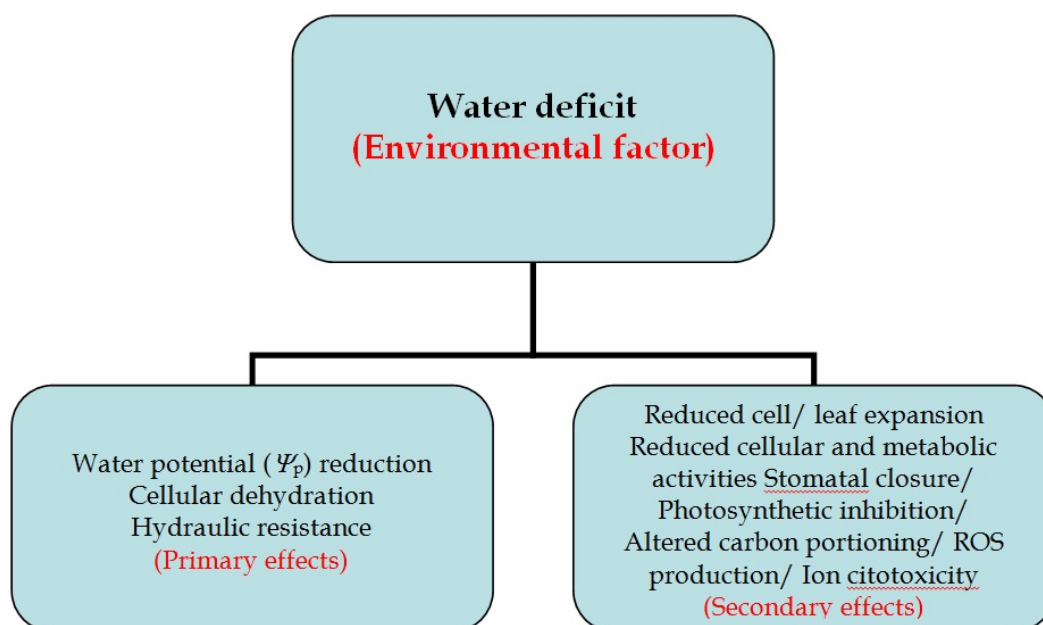 Water deficit
(Environmental factor)
Water potential (Ψp) reduction
Cellular dehydration
Hydraulic resistance
(Primary effects)
Reduced cell/ leaf expansion
Reduced cellular and metabolic
activities Stomatal closure/
Photosynthetic inhibition/
Altered carbon portioning/ ROS
production/ Ion citotoxicity
(Secondary effects)